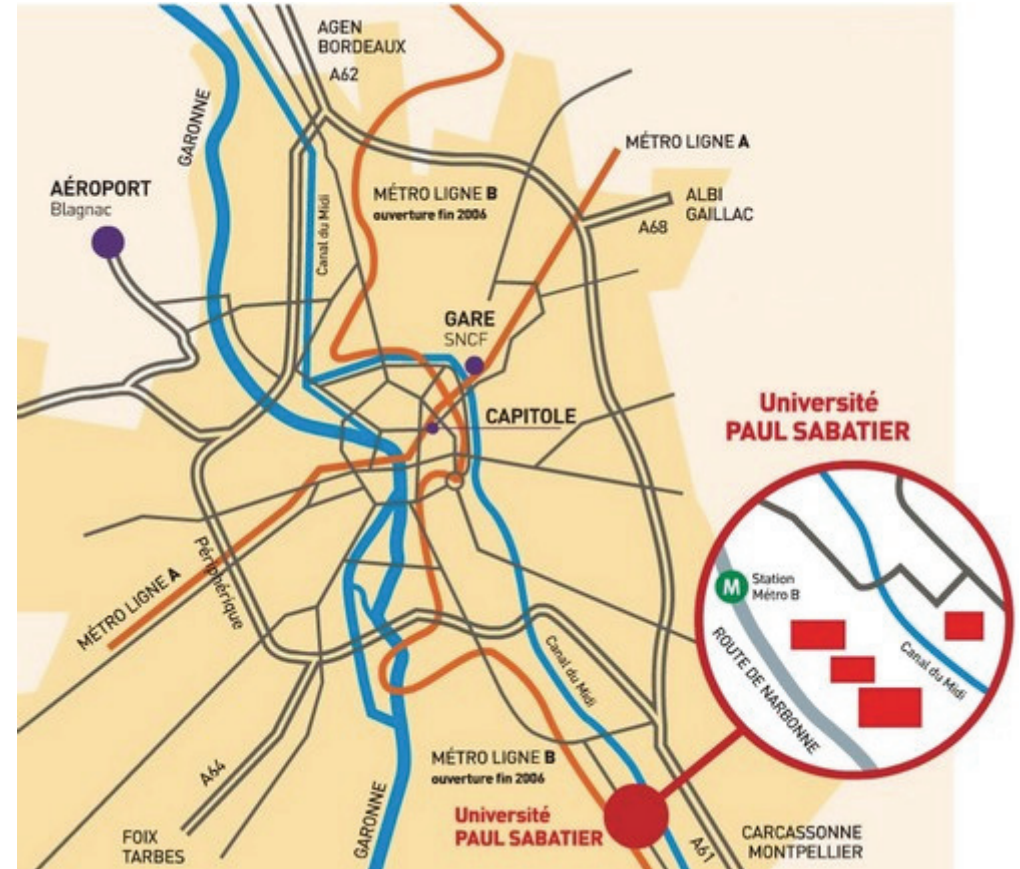 AGEN
BORDEAUX
A62
GARONNE
MÉTRO LIGNE A
AÉROPORT
Blagnac
MÉTRO LIGNE B
ouverture fin 2006
ALBI
GAILLAC
A68
Canal du Midi
GARE
SNCF
CAPITOLE
Université
PAUL SABATIER
Périphérique
MÉTRO LIGNE A
M
Station
Métro B
ROUTE DE NARBONNE
Canal du Midi
Canal du Midi
A64
MÉTRO LIGNE B
ouverture fin 2006
GARONNE
Université
PAUL SABATIER
A61
FOIX
TARBES
CARCASSONNE
MONTPELLIER